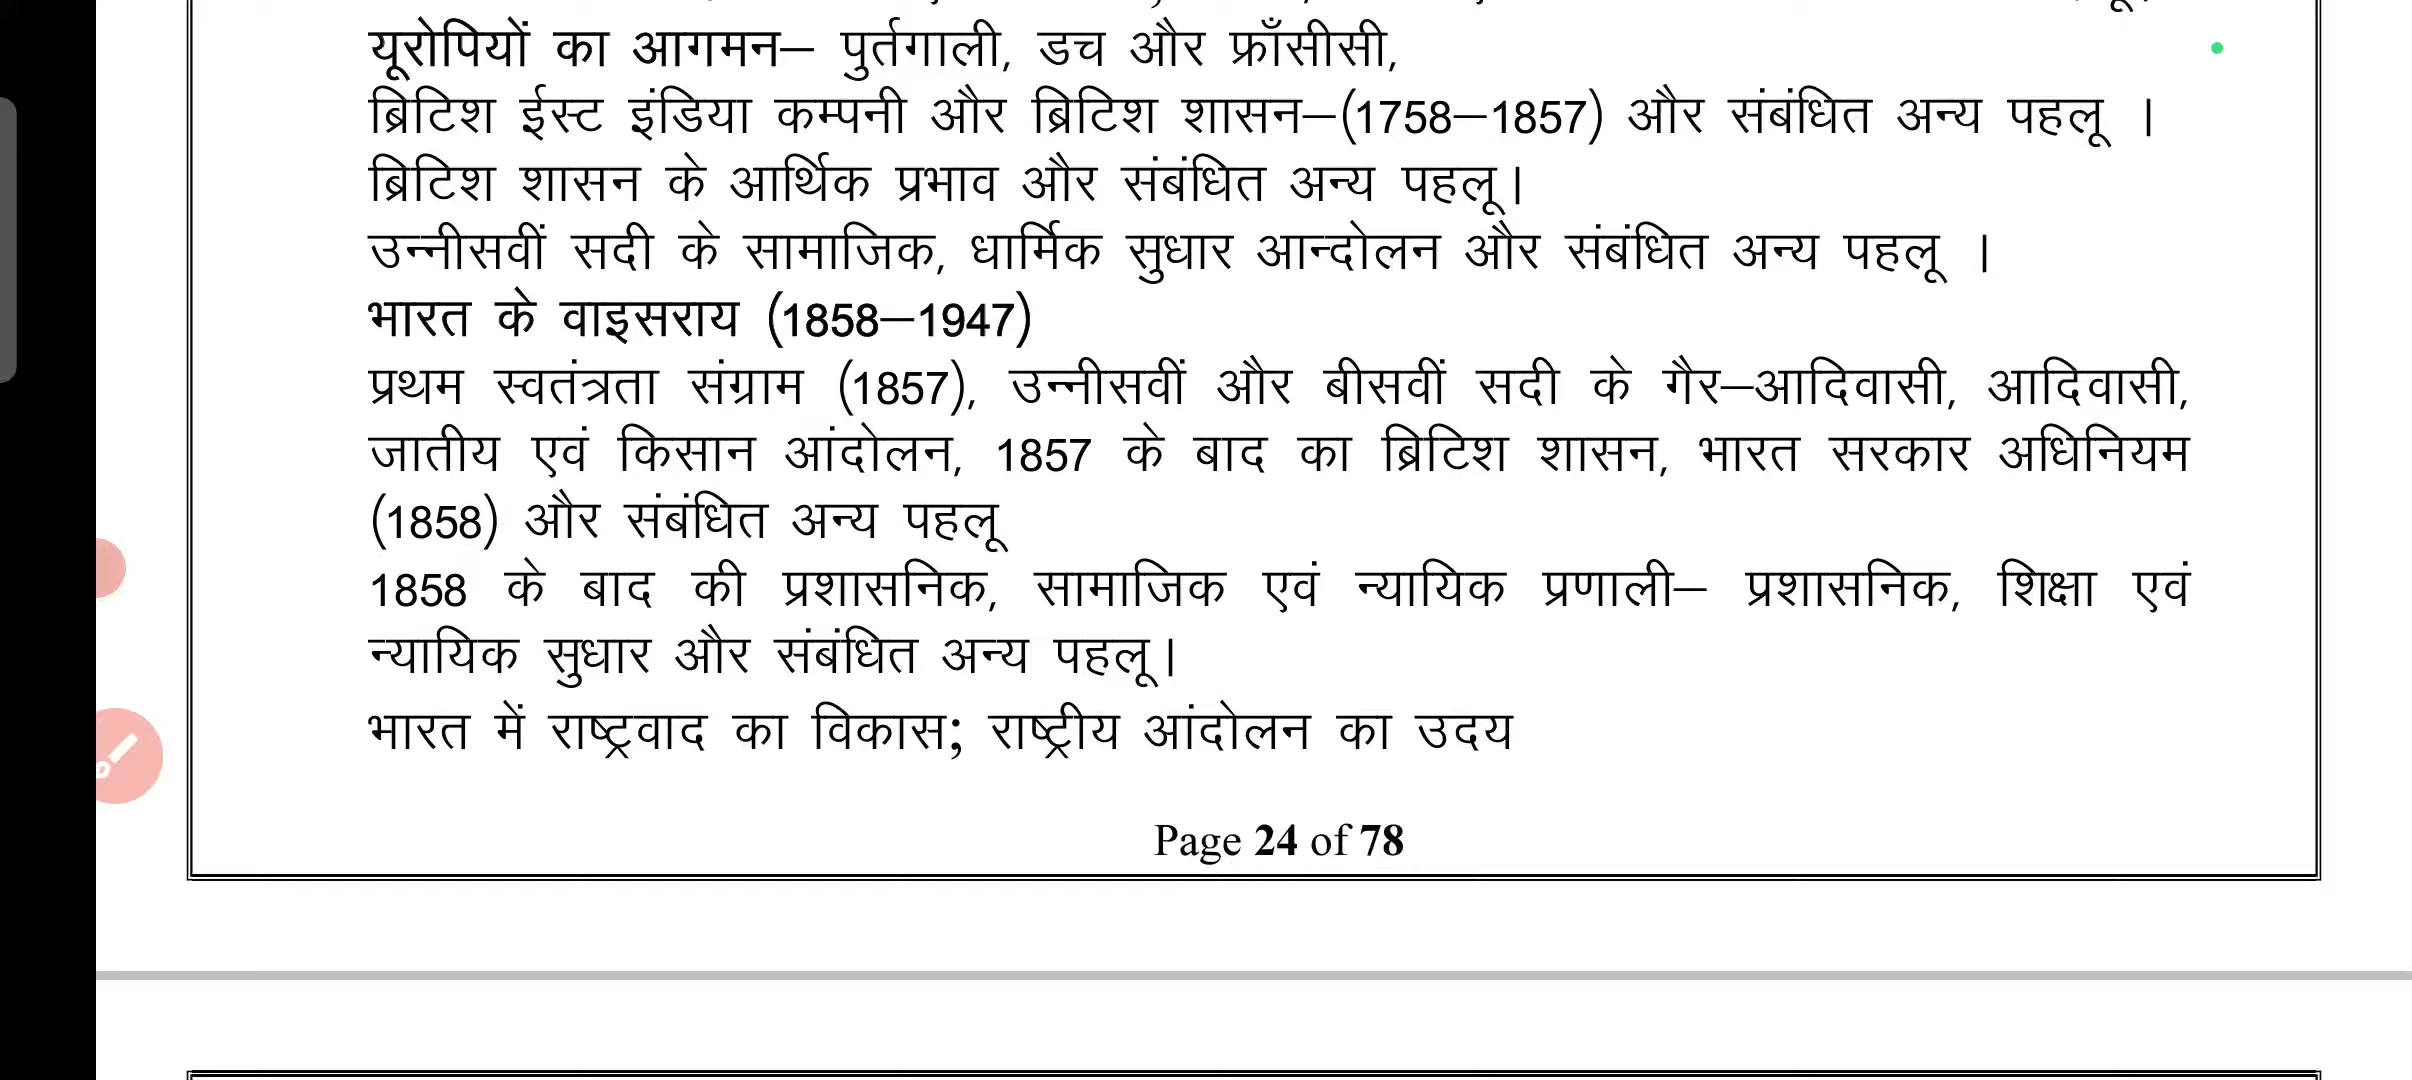 यूरोपियों का आगमन– पुर्तगाली, डच और फ्राँसीसी,
ब्रिटिश ईस्ट इंडिया कम्पनी और ब्रिटिश शासन–(1758–1857) और संबंधित अन्य पहलू ।
ब्रिटिश शासन के आर्थिक प्रभाव और संबंधित अन्य पहलू।
उन्नीसवीं सदी के सामाजिक, धार्मिक सुधार आन्दोलन और संबंधित अन्य पहलू ।
भारत के वाइसराय (1858–1947)
प्रथम स्वतंत्रता संग्राम (1857), उन्नीसवीं और बीसवीं सदी के गैर–आदिवासी, आदिवासी,
जातीय एवं किसान आंदोलन, 1857 के बाद का ब्रिटिश शासन, भारत सरकार अधिनियम
(1858) और संबंधित अन्य पहलू
1858 के बाद की प्रशासनिक, सामाजिक एवं न्यायिक प्रणाली– प्रशासनिक, शिक्षा एवं
न्यायिक सुधार और संबंधित अन्य पहलू।
भारत में राष्ट्रवाद का विकास; राष्ट्रीय आंदोलन का उदय
Page 24 of 78